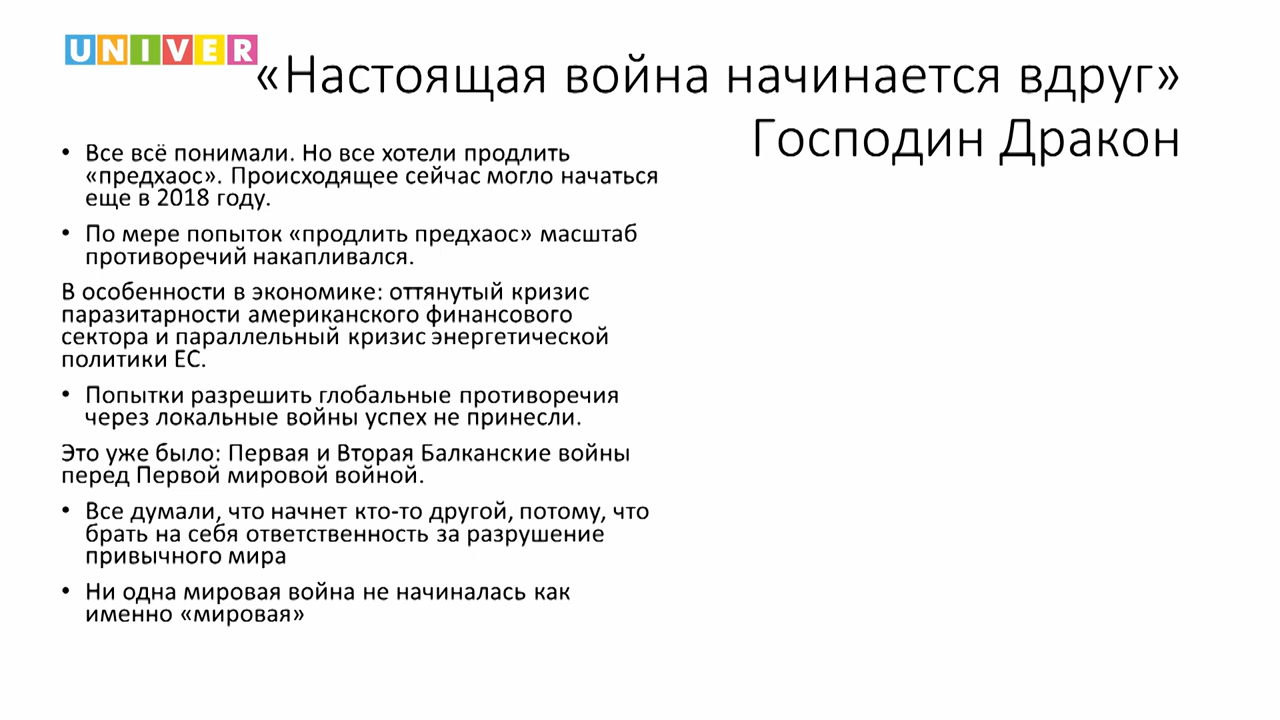 UNIVER
«Настоящая война начинается вдруг»
Господин Дракон
• Все всё понимали. Но все хотели продлить
«предхаос». Происходящее сейчас могло начаться
еще в 2018 году.
• По мере попыток «продлить предхаос» масштаб
противоречий накапливался.
В особенности в экономике: оттянутый кризис
паразитарности американского финансового
сектора и параллельный кризис энергетической
политики ЕС.
• Попытки разрешить глобальные противоречия
через локальные войны успех не принесли.
Это уже было: Первая и Вторая Балканские войны
перед Первой мировой войной.
• Все думали, что начнет кто-то другой, потому, что
брать на себя ответственность за разрушение
привычного мира
• Ни одна мировая война не начиналась как
именно «мировая»